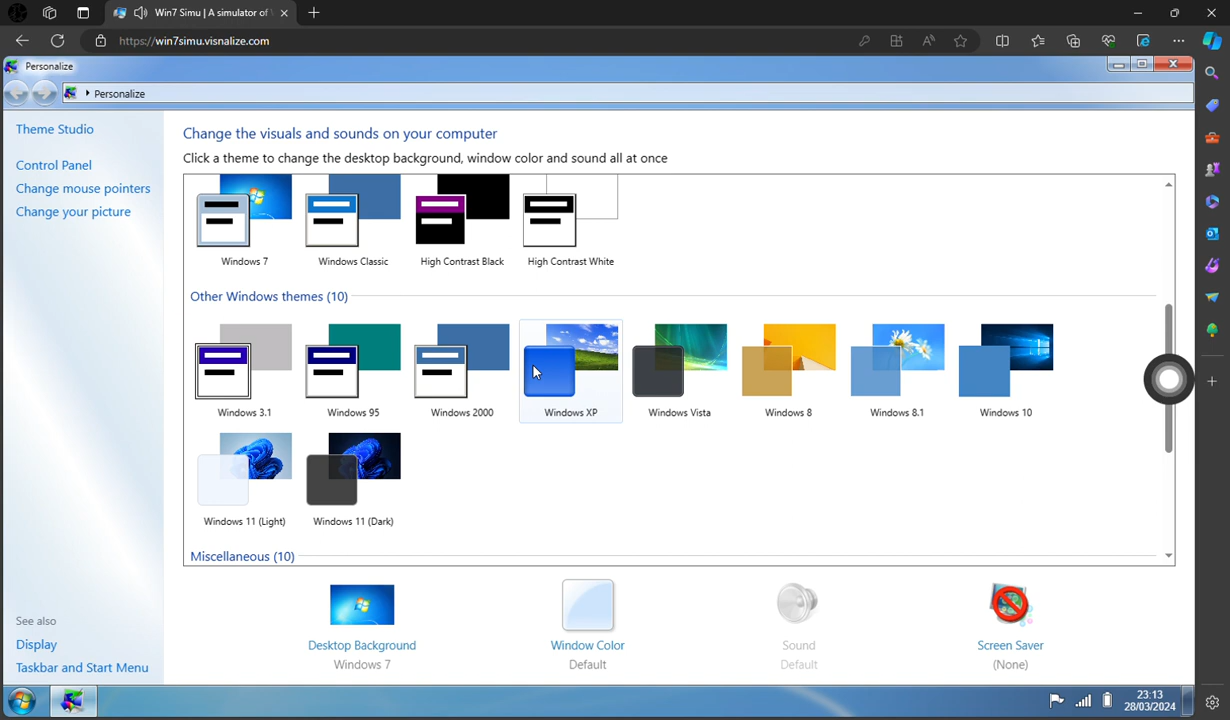 Win7 Simu | A simulator of
https://win7simu.visnalize.com
Personalize
Personalize
Theme Studio
Control Panel
Change mouse pointers
Change your picture
Change the visuals and sounds on your computer
Click a theme to change the desktop background, window color and sound all at once
Windows 7
Windows Classic
High Contrast Black
High Contrast White
Other Windows themes (10)
Windows 3.1
Windows 95
Windows 2000
Windows XP
Windows Vista
Windows 8
Windows 8.1
Windows 10
Windows 11 (Light)
Windows 11 (Dark)
Miscellaneous (10)
See also
Display
Taskbar and Start Menu
Desktop Background
Windows 7
Window Color
Default
Sound
Default
Screen Saver
(None)
23:13
28/03/2024